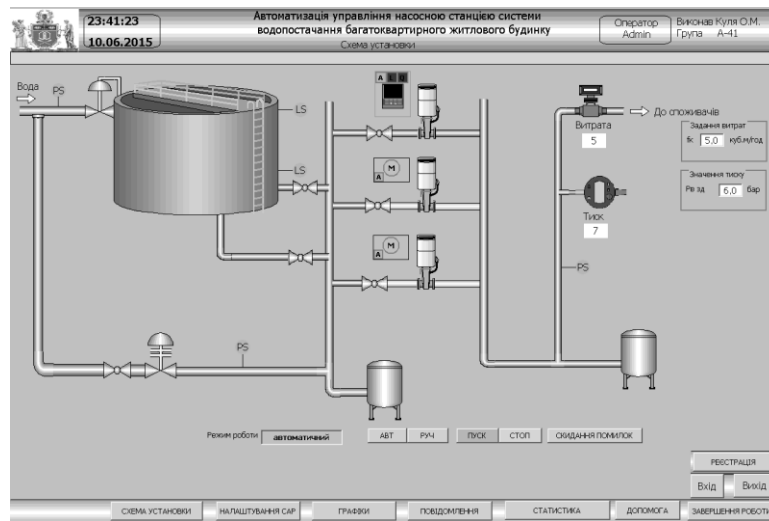 23:41:23
10.06.2015
Автоматизація управління насосною станцією системи
водопостачання багатоквартирного житлового будинку
Схема установки
Оператор
Admin
Виконав Куля О.М.
Група А-41
Вода
PS
LS
LS
A
M
A
M
A
PS
Витрата
5
До споживачів
Задання витрат
5,0 куб.м/год
Значення тиску
Рв зд 6,0 бар
Тиск
7
PS
Режим роботи автоматичний
АВТ РУЧ ПУСК СТОП СКИДАННЯ ПОМИЛОК
РЕЄСТРАЦІЯ
Вхід Вихід
СХЕМА УСТАНОВКИ НАЛАШТУВАННЯ САР ГРАФІКИ ПОВІДОМЛЕННЯ СТАТИСТИКА ДОПОМОГА ЗАВЕРШЕННЯ РОБОТИ